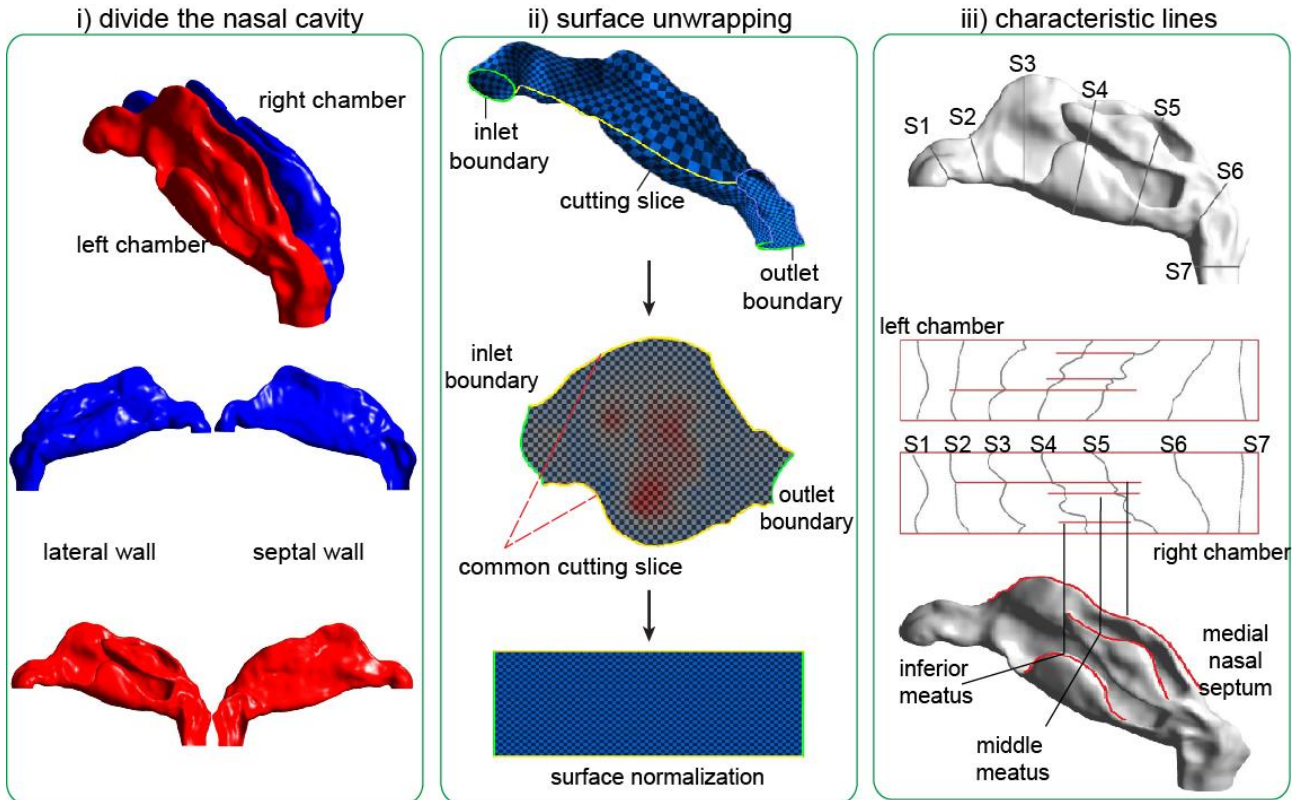 i) divide the nasal cavity
right chamber
left chamber
lateral wall
septal wall
ii) surface unwrapping
inlet
boundary
cutting slice
outlet
boundary
inlet
boundary
outlet
boundary
common cutting slice
surface normalization
iii) characteristic lines
S3
S4
S5
S2
S1
S6
S7
left chamber
S1 S2 S3 S4 S5 S6 S7
right chamber
inferior
meatus
medial
nasal
septum
middle
meatus